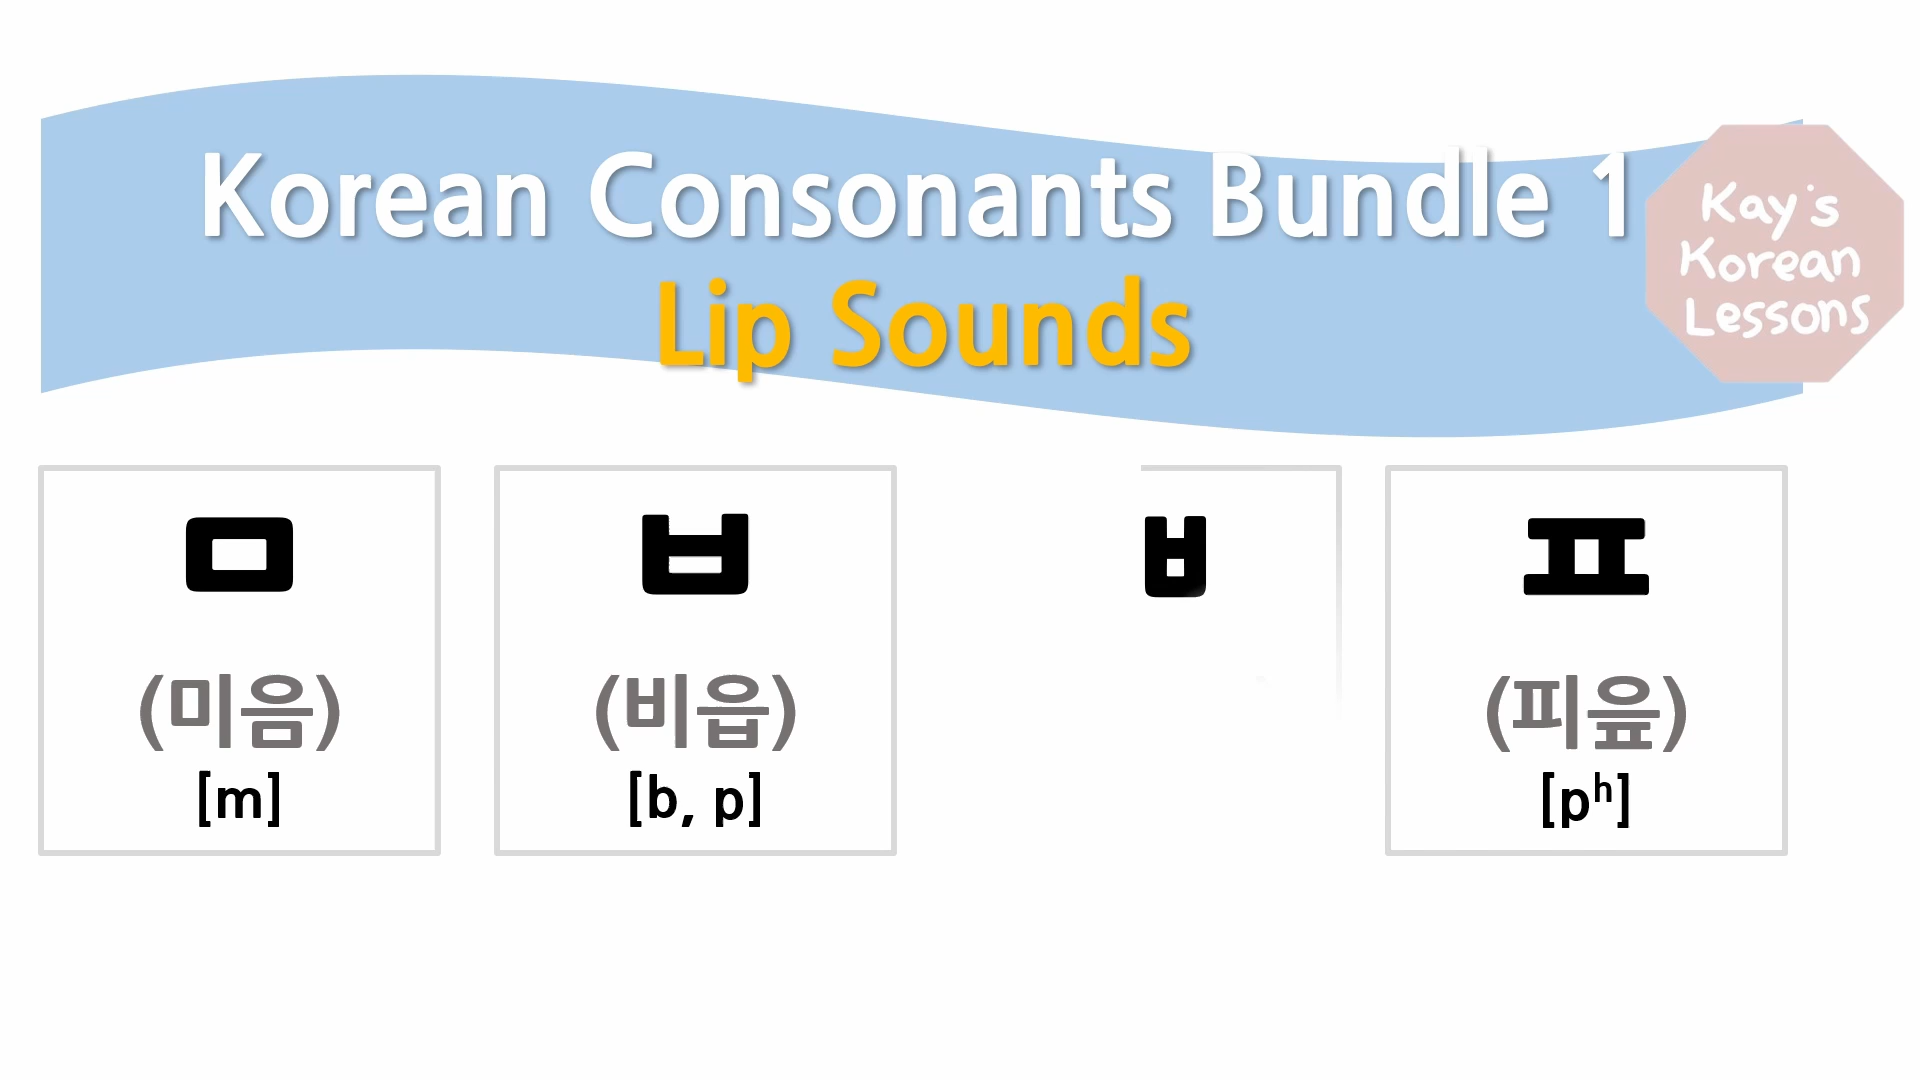 Korean Consonants Bundle 1
Lip Sounds
Kay's
Korean
Lessons
ㅁ
(미음)
[m]
ㅂ
(비읍)
[b, p]
ㅂ
ㅍ
(피읖)
[pʰ]